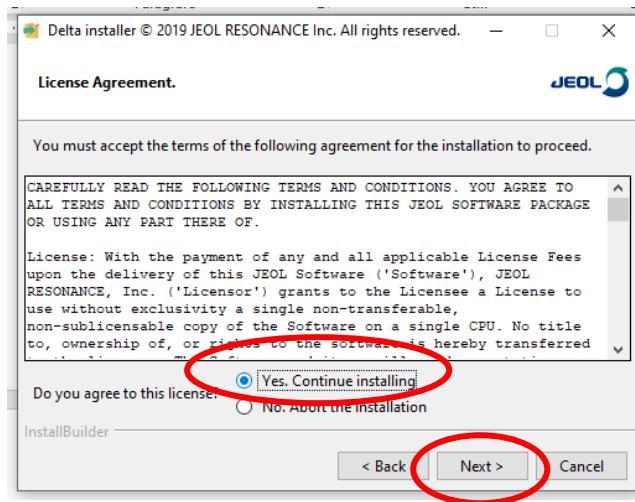 Delta installer © 2019 JEOL RESONANCE Inc. All rights reserved.
License Agreement.
JEOL
You must accept the terms of the following agreement for the installation to proceed.
CAREFULLY READ THE FOLLOWING TERMS AND CONDITIONS. YOU AGREE TO
ALL TERMS AND CONDITIONS BY INSTALLING THIS JEOL SOFTWARE PACKAGE
OR USING ANY PART THERE OF.
License: With the payment of any and all applicable License Fees
upon the delivery of this JEOL Software ('Software'), JEOL
RESONANCE, Inc. ('Licensor') grants to the Licensee a License to
use without exclusivity a single non-transferable,
non-sublicensable copy of the Software on a single CPU. No title
to, ownership of, or rights to the software is hereby transferred
Yes. Continue installing
Do you agree to this license?
No. Abort the installation
InstallBuilder
< Back
Next >
Cancel